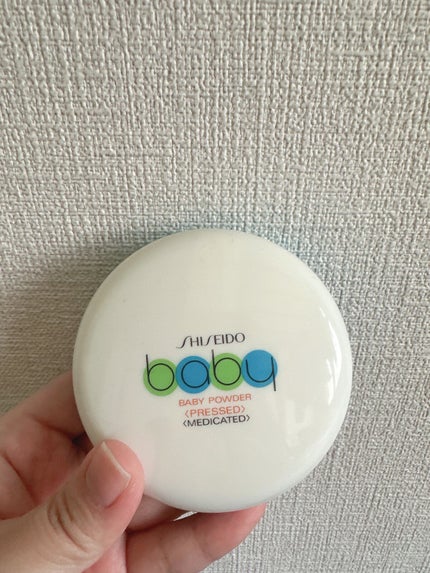 SHISEIDO
baby
BABY POWDER
〈PRESSED〉
〈MEDICATED〉